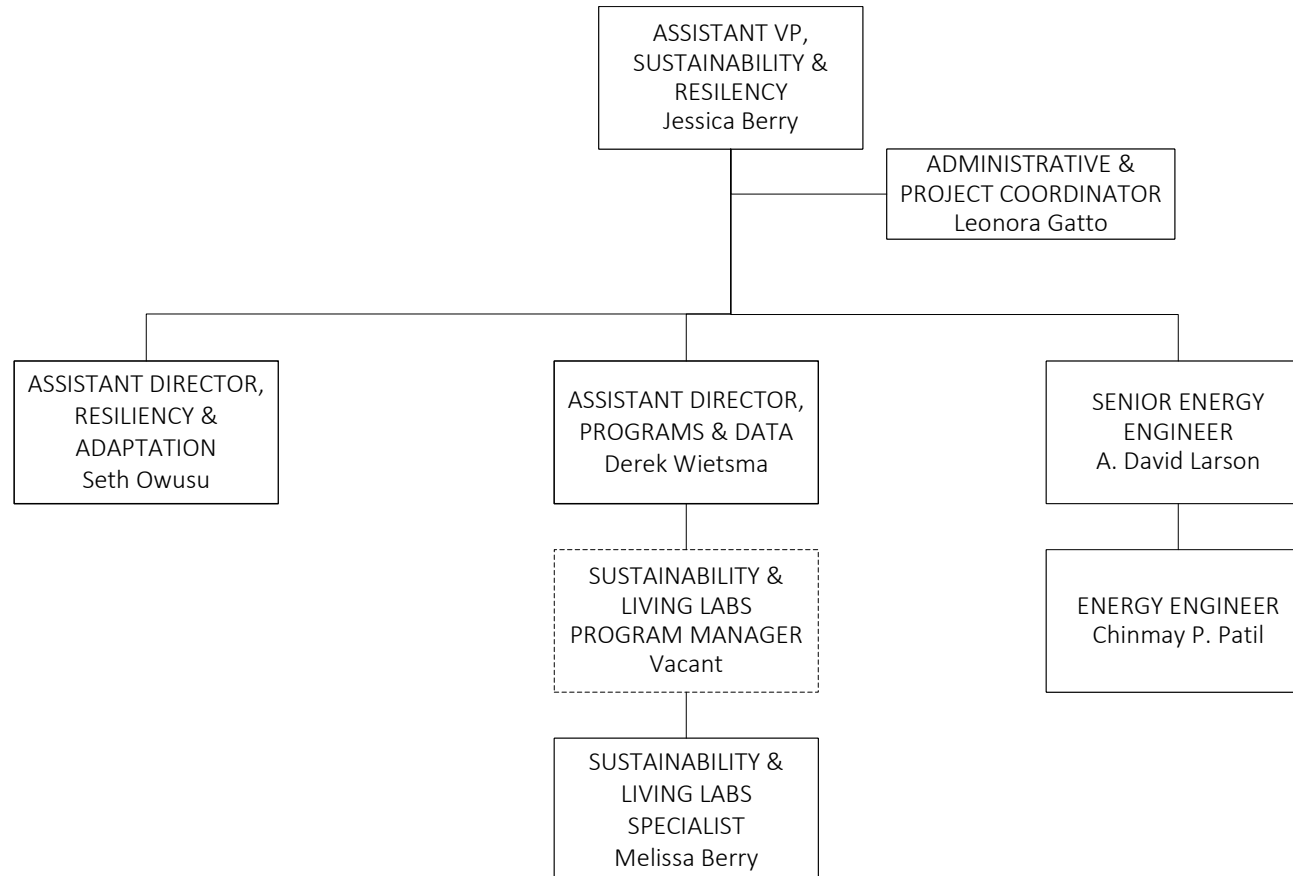 ASSISTANT VP,
SUSTAINABILITY &
RESILENCY
Jessica Berry
ADMINISTRATIVE &
PROJECT COORDINATOR
Leonora Gatto
ASSISTANT DIRECTOR,
RESILIENCY &
ADAPTATION
Seth Owusu
ASSISTANT DIRECTOR,
PROGRAMS & DATA
Derek Wietsma
SENIOR ENERGY
ENGINEER
A. David Larson
SUSTAINABILITY &
LIVING LABS
PROGRAM MANAGER
Vacant
ENERGY ENGINEER
Chinmay P. Patil
SUSTAINABILITY &
LIVING LABS
SPECIALIST
Melissa Berry